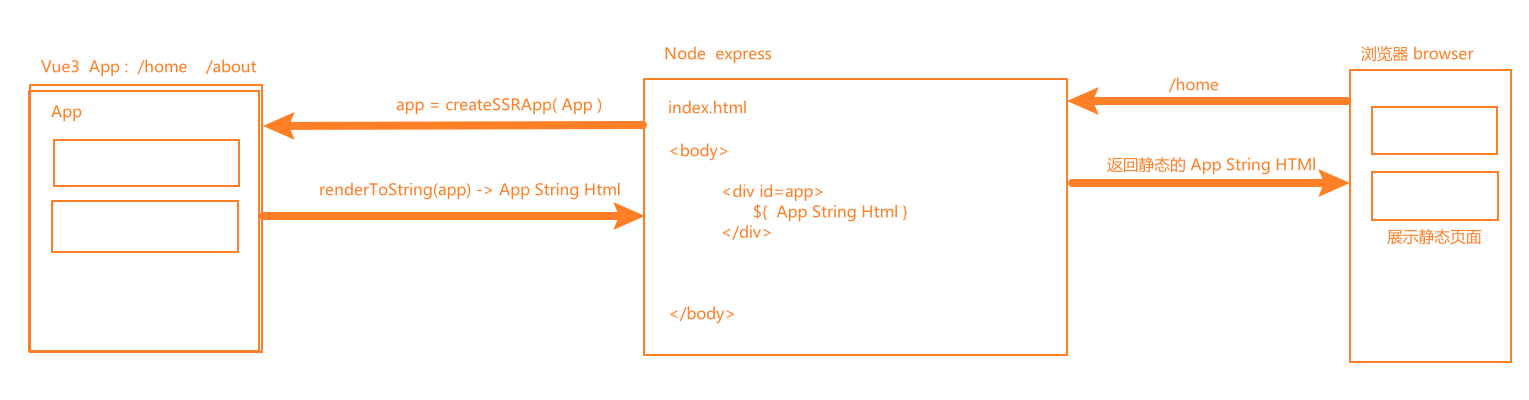 Vue3 App : /home /about
App
app = createSSRApp( App )
renderToString(app) -> App String Html
Node express
index.html
<body>
<div id=app>
${ App String Html }
</div>
</body>
/home
返回静态的 App String HTMl
浏览器 browser
展示静态页面